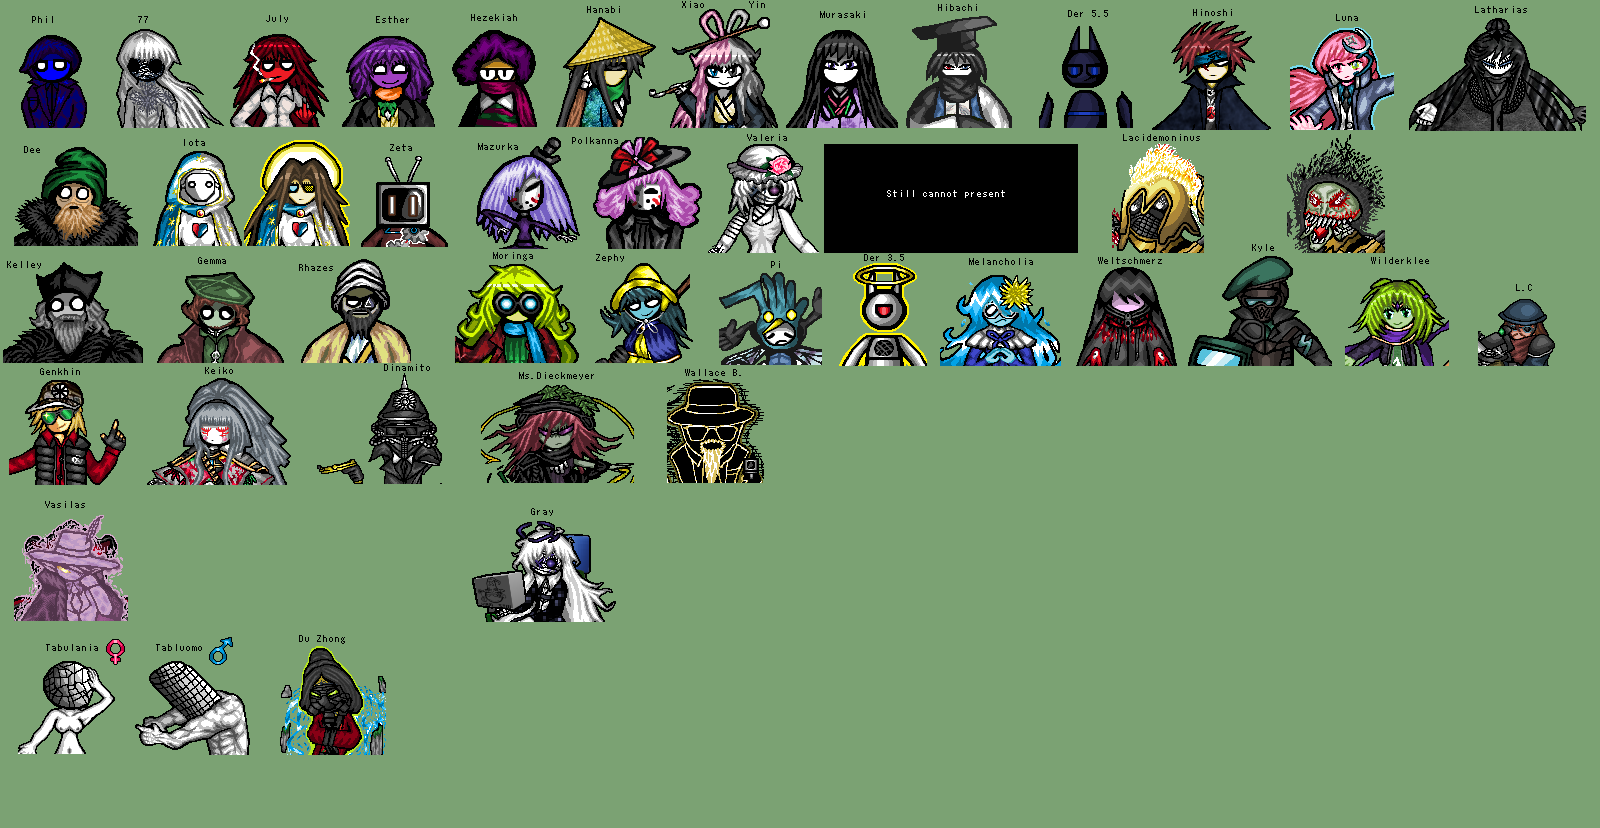 Phil
77
July
Esther
Hezekiah
Hanabi
Xiao
Yin
Murasaki
Hibachi
Der 5.5
Hinoshi
Luna
Latharias
Dee
Iota
Zeta
Mazurka
Polkanna
Valeria
Still cannot present
Lacidemoninus
Kelley
Gemma
Rhazes
Moringa
Zephy
Pi
Der 3.5
Melancholia
Weltschmerz
Kyle
Wilderklee
L.C
Genkhin
Keiko
Dinamito
Ms.Dieckmeyer
Wallace B.
Vasilas
Gray
Tabulania
Tabluomo
Du Zhong